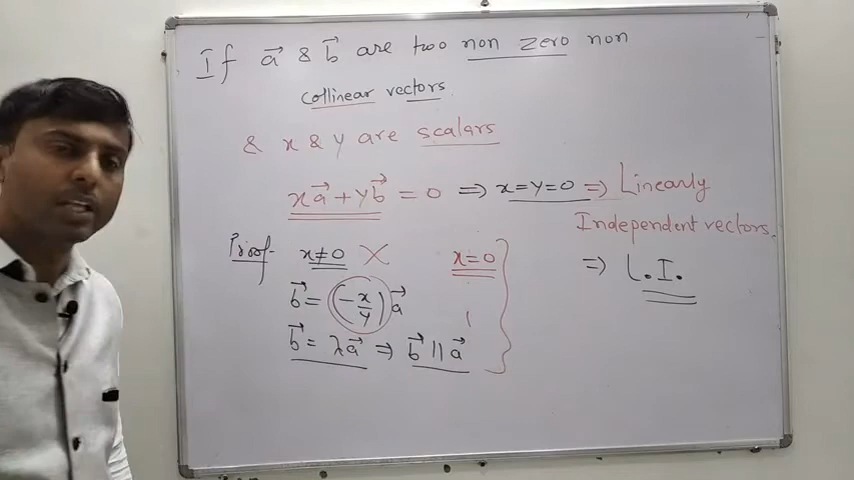 If a⃗ & b⃗ are two non zero non
collinear vectors
& x & y are scalars
xa⃗ + yb⃗ = 0 ⇒ x=y=0 ⇒ Linearly
Independent vectors.
⇒ L.I.
Proof- x≠0 ✗ x=0
b⃗ = (-x/y) a⃗
b⃗ = λa⃗ ⇒ b⃗ || a⃗